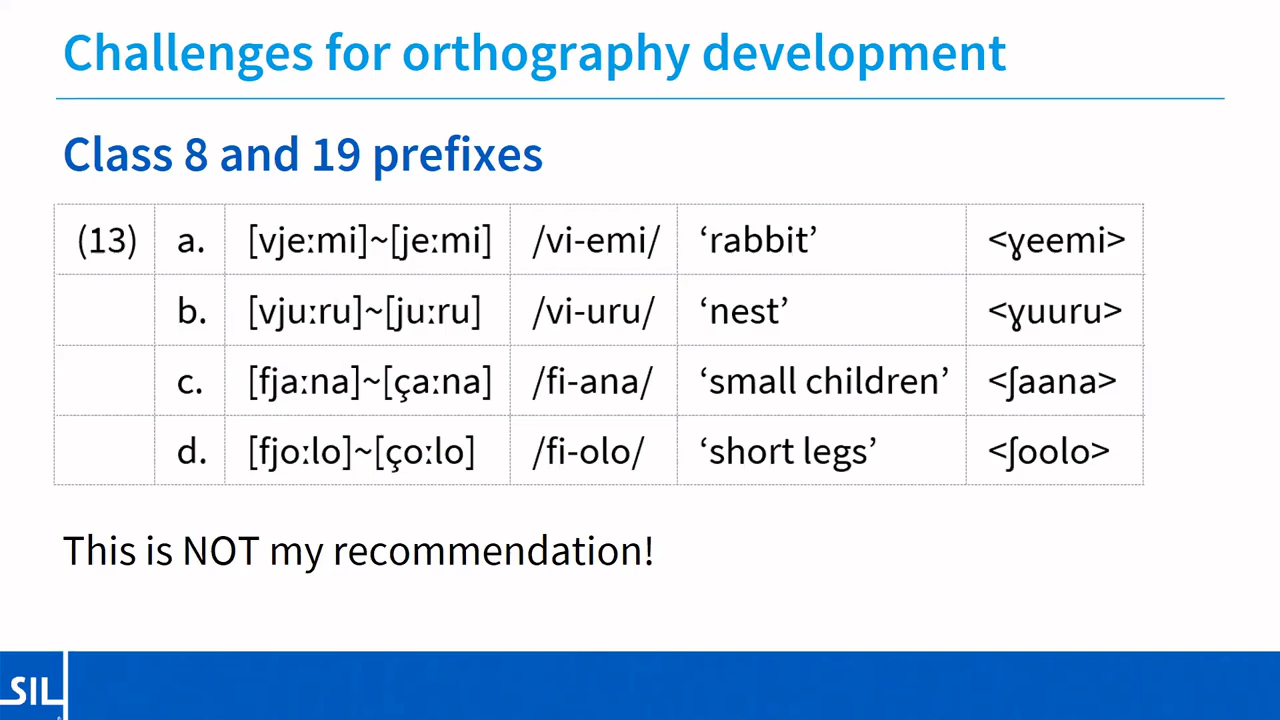 Challenges for orthography development
Class 8 and 19 prefixes
(13) a. [vjeːmi]~[jeːmi] /vi-emi/ ‘rabbit’ <ɣeemi>
b. [vjuːru]~[juːru] /vi-uru/ ‘nest’ <ɣuuru>
c. [fjaːna]~[çaːna] /fi-ana/ ‘small children’ <ʃaana>
d. [fjoːlo]~[çoːlo] /fi-olo/ ‘short legs’ <ʃoolo>
This is NOT my recommendation!
SIL